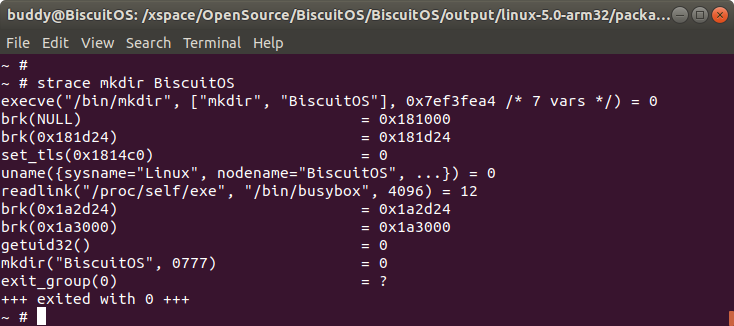 buddy@BiscuitOS: /xspace/OpenSource/BiscuitOS/BiscuitOS/output/linux-5.0-arm32/packa...
File Edit View Search Terminal Help
~ #
~ # strace mkdir BiscuitOS
execve("/bin/mkdir", ["mkdir", "BiscuitOS"], 0x7ef3fea4 /* 7 vars */) = 0
brk(NULL)                               = 0x181000
brk(0x181d24)                           = 0x181d24
set_tls(0x1814c0)                       = 0
uname({sysname="Linux", nodename="BiscuitOS", ...}) = 0
readlink("/proc/self/exe", "/bin/busybox", 4096) = 12
brk(0x1a2d24)                           = 0x1a2d24
brk(0x1a3000)                           = 0x1a3000
getuid32()                              = 0
mkdir("BiscuitOS", 0777)                = 0
exit_group(0)                           = ?
+++ exited with 0 +++
~ #